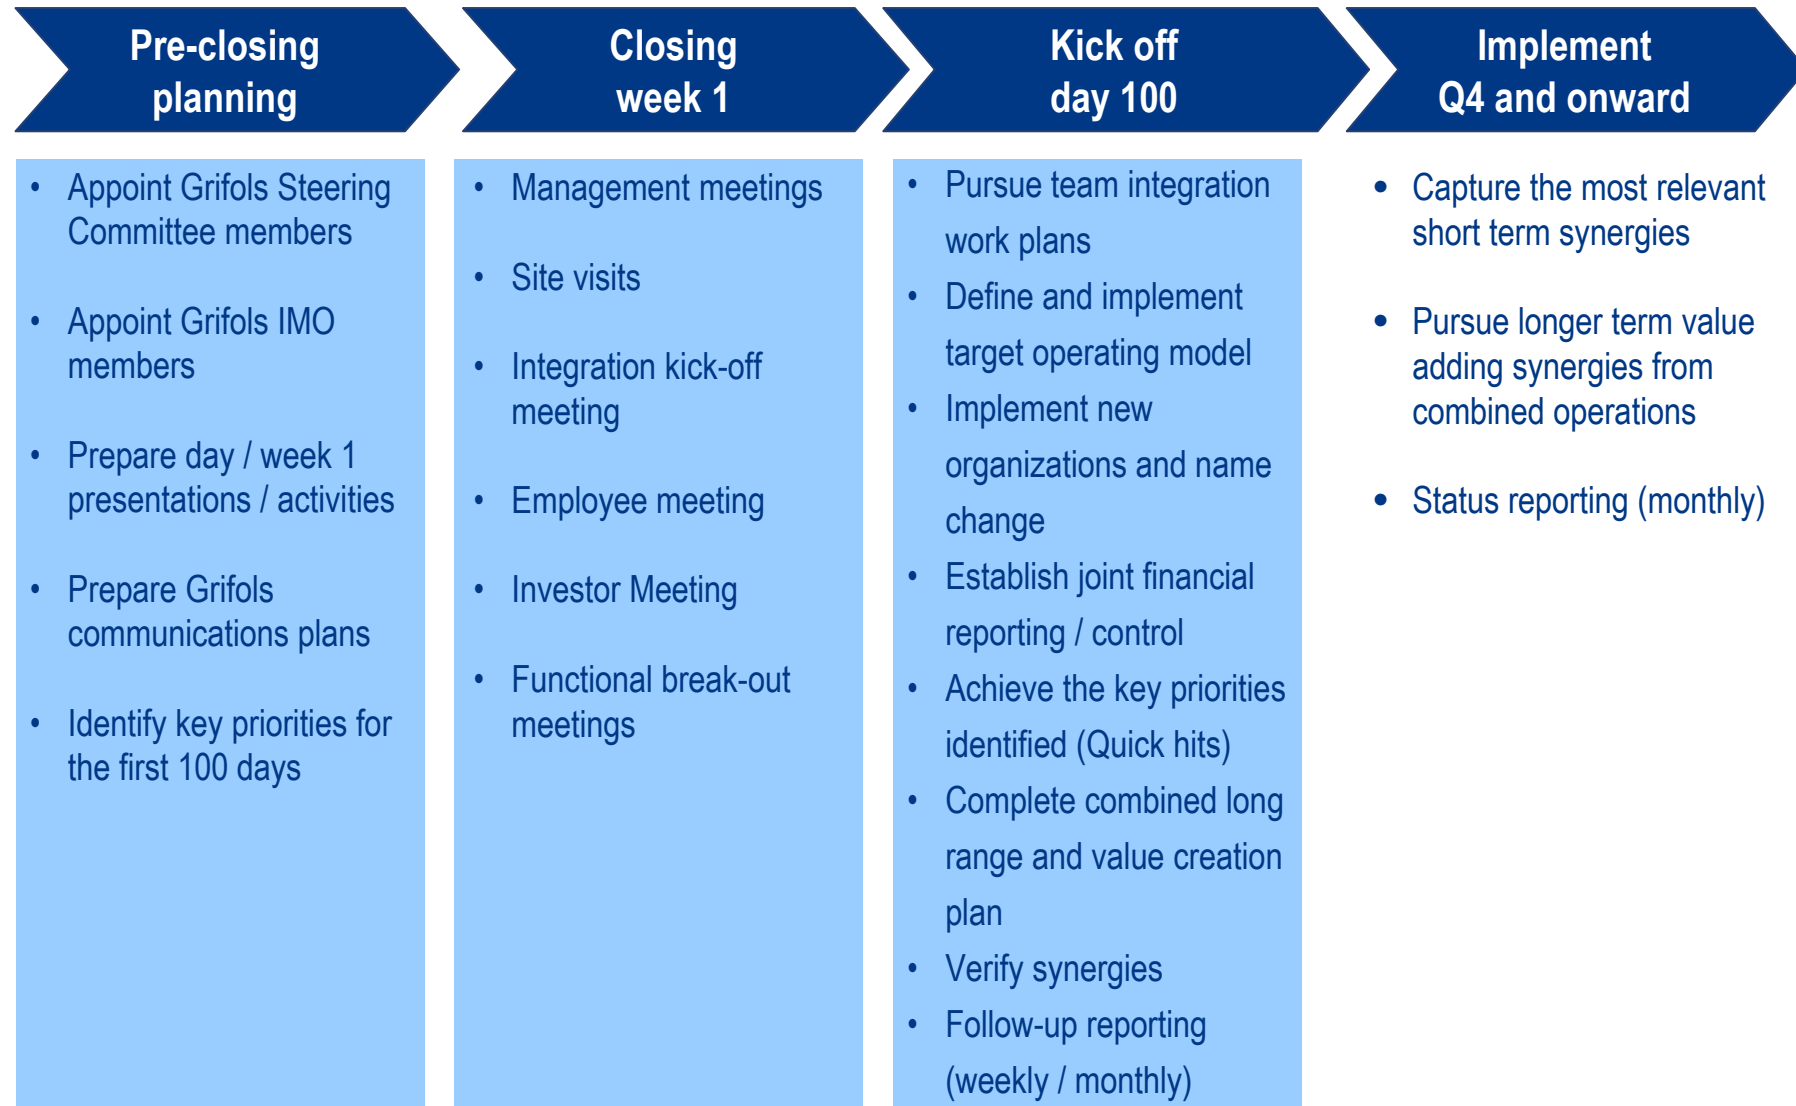 Pre-closing
planning
Closing
week 1
Kick off
day 100
Implement
Q4 and onward
• Appoint Grifols Steering
Committee members
• Appoint Grifols IMO
members
• Prepare day / week 1
presentations / activities
• Prepare Grifols
communications plans
• Identify key priorities for
the first 100 days
• Management meetings
• Site visits
• Integration kick-off
meeting
• Employee meeting
• Investor Meeting
• Functional break-out
meetings
• Pursue team integration
work plans
• Define and implement
target operating model
• Implement new
organizations and name
change
• Establish joint financial
reporting / control
• Achieve the key priorities
identified (Quick hits)
• Complete combined long
range and value creation
plan
• Verify synergies
• Follow-up reporting
(weekly / monthly)
• Capture the most relevant
short term synergies
• Pursue longer term value
adding synergies from
combined operations
• Status reporting (monthly)